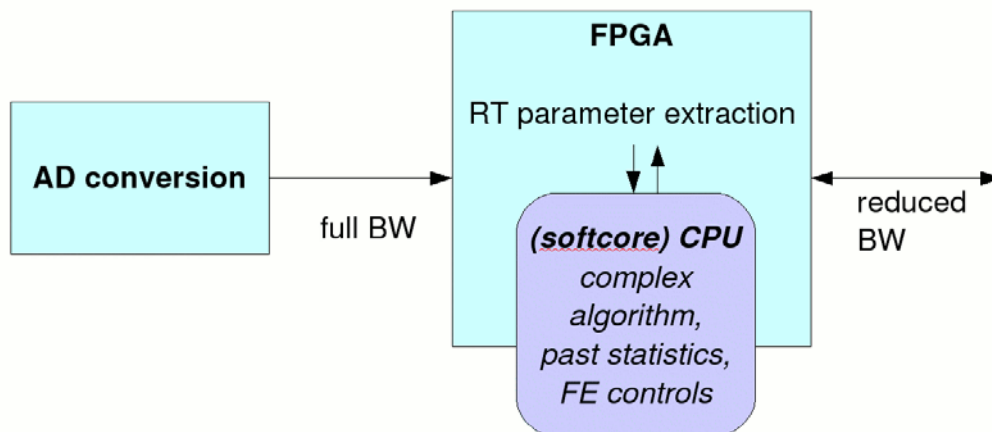 FPGA
RT parameter extraction
AD conversion
full BW
reduced
BW
(softcore) CPU
complex
algorithm,
past statistics,
FE controls